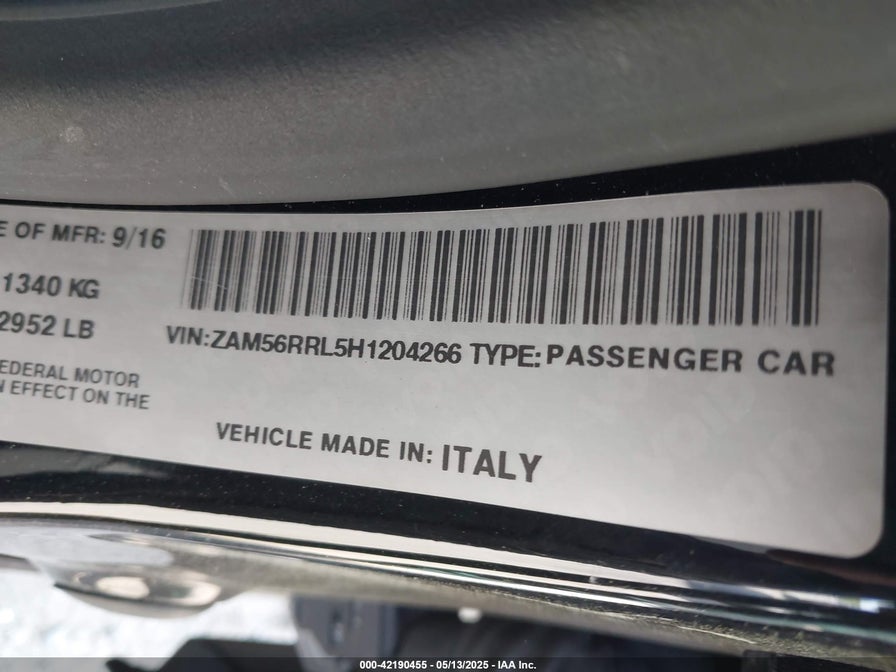 E OF MFR: 9/16
1340 KG
2952 LB
VIN:ZAM56RRL5H1204266 TYPE:PASSENGER CAR
EDERAL MOTOR
N EFFECT ON THE
VEHICLE MADE IN: ITALY
000-42190455 - 05/13/2025 - IAA Inc.